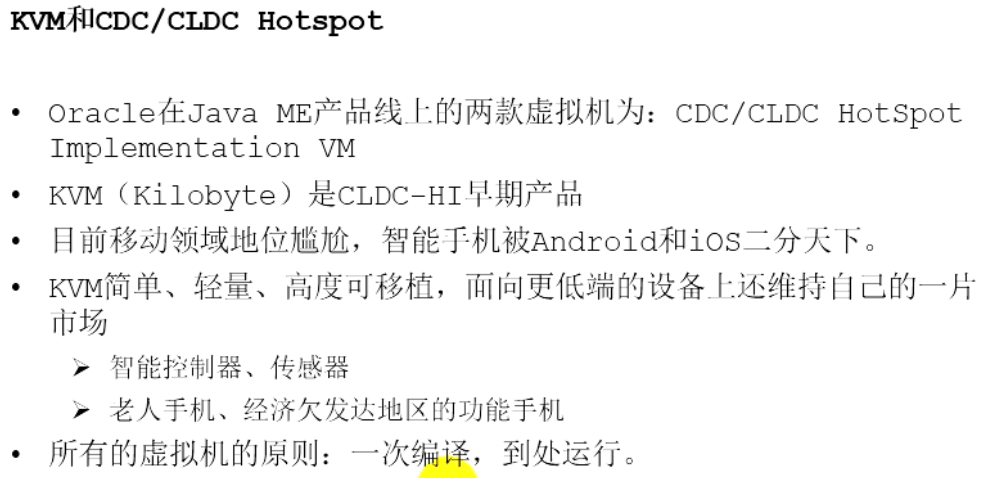 KVM和CDC/CLDC Hotspot
• Oracle在Java ME产品线上的两款虚拟机为：CDC/CLDC HotSpot
Implementation VM
• KVM（Kilobyte）是CLDC-HI早期产品
• 目前移动领域地位尴尬，智能手机被Android和iOS二分天下。
• KVM简单、轻量、高度可移植，面向更低端的设备上还维持自己的一片
市场
➢ 智能控制器、传感器
➢ 老人手机、经济欠发达地区的功能手机
• 所有的虚拟机的原则：一次编译，到处运行。